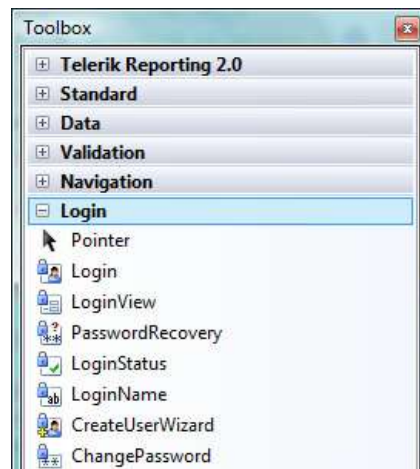 Toolbox
Telerik Reporting 2.0
Standard
Data
Validation
Navigation
Login
Pointer
Login
LoginView
PasswordRecovery
LoginStatus
LoginName
CreateUserWizard
ChangePassword